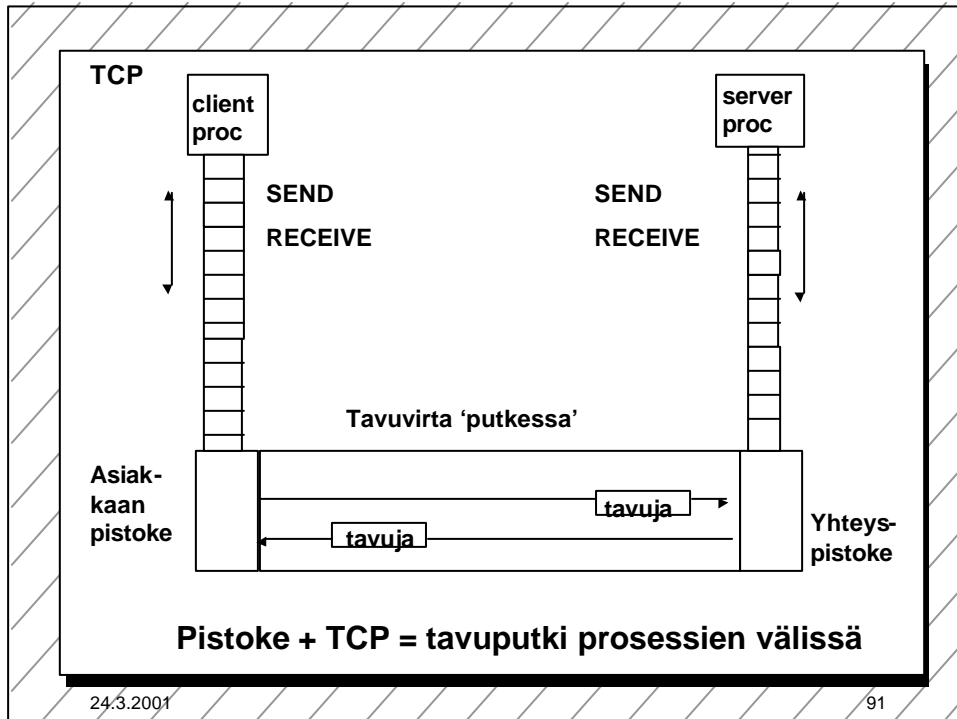 TCP
client
proc
server
proc
SEND
RECEIVE
SEND
RECEIVE
Tavuvirta ‘putkessa’
Asiak-
kaan
pistoke
tavuja
tavuja
Yhteys-
pistoke
Pistoke + TCP = tavuputki prosessien välissä
24.3.2001
91